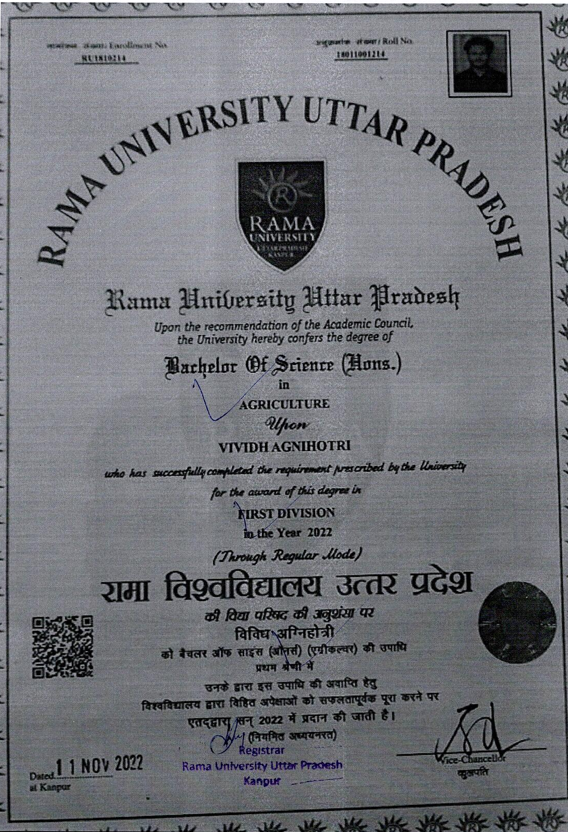 नामांकन संख्या/Enrollment No.
RU1810214
अनुक्रमांक संख्या/Roll No.
18011001214
RAMA UNIVERSITY UTTAR PRADESH
R
RAMA
UNIVERSITY
UTTAR PRADESH
KANPUR
Rama University Uttar Pradesh
Upon the recommendation of the Academic Council,
the University hereby confers the degree of
Bachelor Of Science (Hons.)
in
AGRICULTURE
Upon
VIVIDH AGNIHOTRI
who has successfully completed the requirement prescribed by the University
for the award of this degree in
FIRST DIVISION
in the Year 2022
(Through Regular Mode)
रामा विश्वविद्यालय उत्तर प्रदेश
की विद्या परिषद की अनुशंसा पर
विविध अग्निहोत्री
को बैचलर ऑफ साइंस (ऑनर्स) (एग्रीकल्चर) की उपाधि
प्रथम श्रेणी में
उनके द्वारा इस उपाधि की अवाप्ति हेतु
विश्वविद्यालय द्वारा विहित अपेक्षाओं को सफलतापूर्वक पूरा करने पर
एतद्द्वारा सन् 2022 में प्रदान की जाती है।
(नियमित अध्ययनरत)
Registrar
Rama University Uttar Pradesh
Kanpur
Dated 11 NOV 2022
at Kanpur
Vice-Chancellor
कुलपति